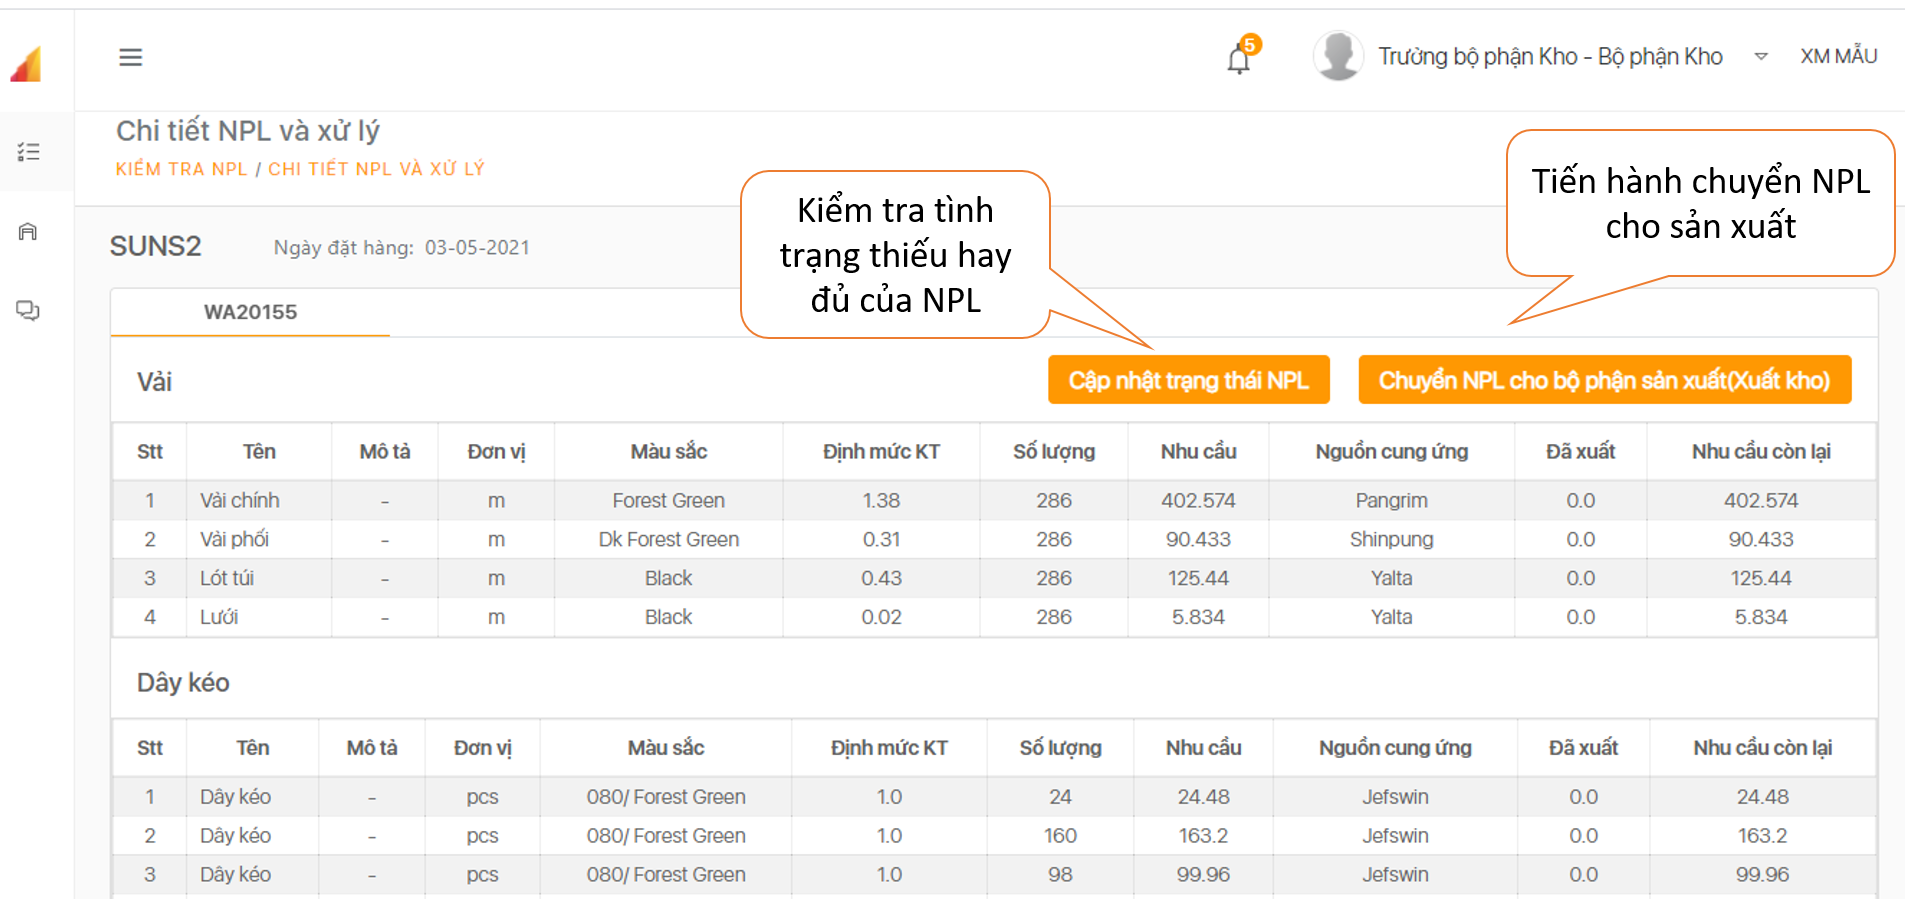 5
Trưởng bộ phận Kho - Bộ phận Kho
XM MẪU
Chi tiết NPL và xử lý
KIỂM TRA NPL / CHI TIẾT NPL VÀ XỬ LÝ
Kiểm tra tình
trạng thiếu hay
đủ của NPL
Tiến hành chuyển NPL
cho sản xuất
SUNS2 Ngày đặt hàng: 03-05-2021
WA20155
Vải
Cập nhật trạng thái NPL
Chuyển NPL cho bộ phận sản xuất(Xuất kho)
Stt Tên Mô tả Đơn vị Màu sắc Định mức KT Số lượng Nhu cầu Nguồn cung ứng Đã xuất Nhu cầu còn lại
1 Vải chính - m Forest Green 1.38 286 402.574 Pangrim 0.0 402.574
2 Vải phối - m Dk Forest Green 0.31 286 90.433 Shinpung 0.0 90.433
3 Lót túi - m Black 0.43 286 125.44 Yalta 0.0 125.44
4 Lưới - m Black 0.02 286 5.834 Yalta 0.0 5.834
Dây kéo
Stt Tên Mô tả Đơn vị Màu sắc Định mức KT Số lượng Nhu cầu Nguồn cung ứng Đã xuất Nhu cầu còn lại
1 Dây kéo - pcs 080/ Forest Green 1.0 24 24.48 Jefswin 0.0 24.48
2 Dây kéo - pcs 080/ Forest Green 1.0 160 163.2 Jefswin 0.0 163.2
3 Dây kéo - pcs 080/ Forest Green 1.0 98 99.96 Jefswin 0.0 99.96